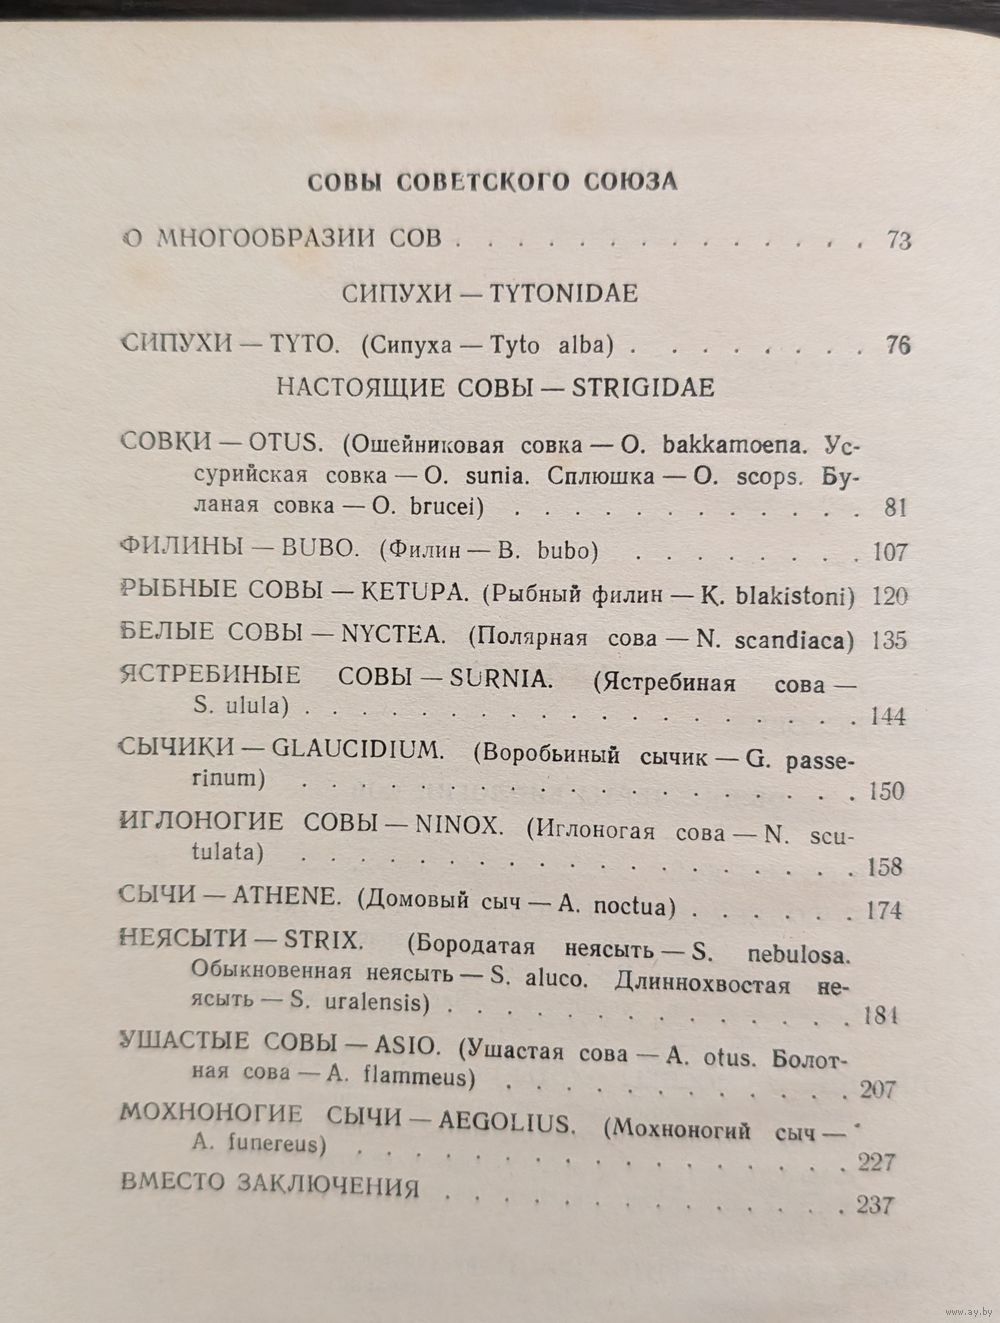 СОВЫ СОВЕТСКОГО СОЮЗА
О МНОГООБРАЗИИ СОВ . . . . . . . . . . . . . . 73
СИПУХИ — TYTONIDAE
СИПУХИ — TYTO. (Сипуха — Tyto alba) . . . . . . . 76
НАСТОЯЩИЕ СОВЫ — STRIGIDAE
СОВКИ — OTUS. (Ошейниковая совка — O. bakkamoena. Ус-
сурийская совка — O. sunia. Сплюшка — O. scops. Бу-
ланая совка — O. brucei) . . . . . . . . . . . . 81
ФИЛИНЫ — BUBO. (Филин — B. bubo) . . . . . . . . 107
РЫБНЫЕ СОВЫ — KETUPA. (Рыбный филин — K. blakistoni) 120
БЕЛЫЕ СОВЫ — NYCTEA. (Полярная сова — N. scandiaca) 135
ЯСТРЕБИНЫЕ СОВЫ — SURNIA. (Ястребиная сова —
S. ulula) . . . . . . . . . . . . . . . . . . . 144
СЫЧИКИ — GLAUCIDIUM. (Воробьиный сычик — G. passe-
rinum) . . . . . . . . . . . . . . . . . . . 150
ИГЛОНОГИЕ СОВЫ — NINOX. (Иглоногая сова — N. scu-
tulata) . . . . . . . . . . . . . . . . . . . 158
СЫЧИ — ATHENE. (Домовый сыч — A. noctua) . . . . . . 174
НЕЯСЫТИ — STRIX. (Бородатая неясыть — S. nebulosa.
Обыкновенная неясыть — S. aluco. Длиннохвостая не-
ясыть — S. uralensis) . . . . . . . . . . . . . . 184
УШАСТЫЕ СОВЫ — ASIO. (Ушастая сова — A. otus. Болот-
ная сова — A. flammeus) . . . . . . . . . . . . 207
МОХНОНОГИЕ СЫЧИ — AEGOLIUS. (Мохноногий сыч —
A. funereus) . . . . . . . . . . . . . . . . . 227
ВМЕСТО ЗАКЛЮЧЕНИЯ . . . . . . . . . . . . . . 237
www.ay.by